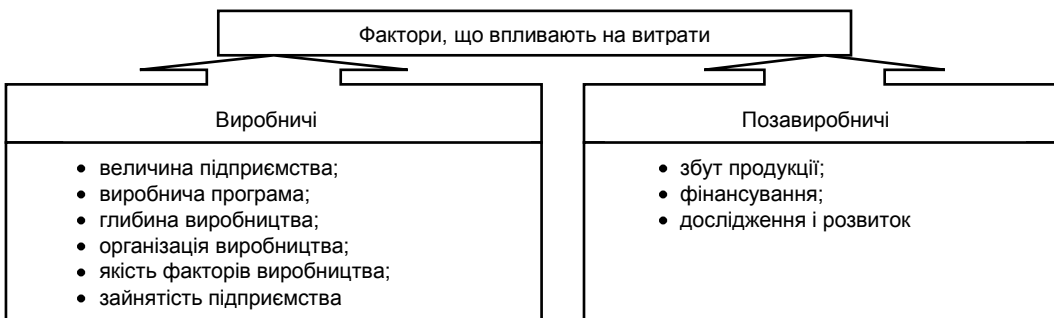 Фактори, що впливають на витрати
Виробничі
• величина підприємства;
• виробнича програма;
• глибина виробництва;
• організація виробництва;
• якість факторів виробництва;
• зайнятість підприємства
Позавиробничі
• збут продукції;
• фінансування;
• дослідження і розвиток